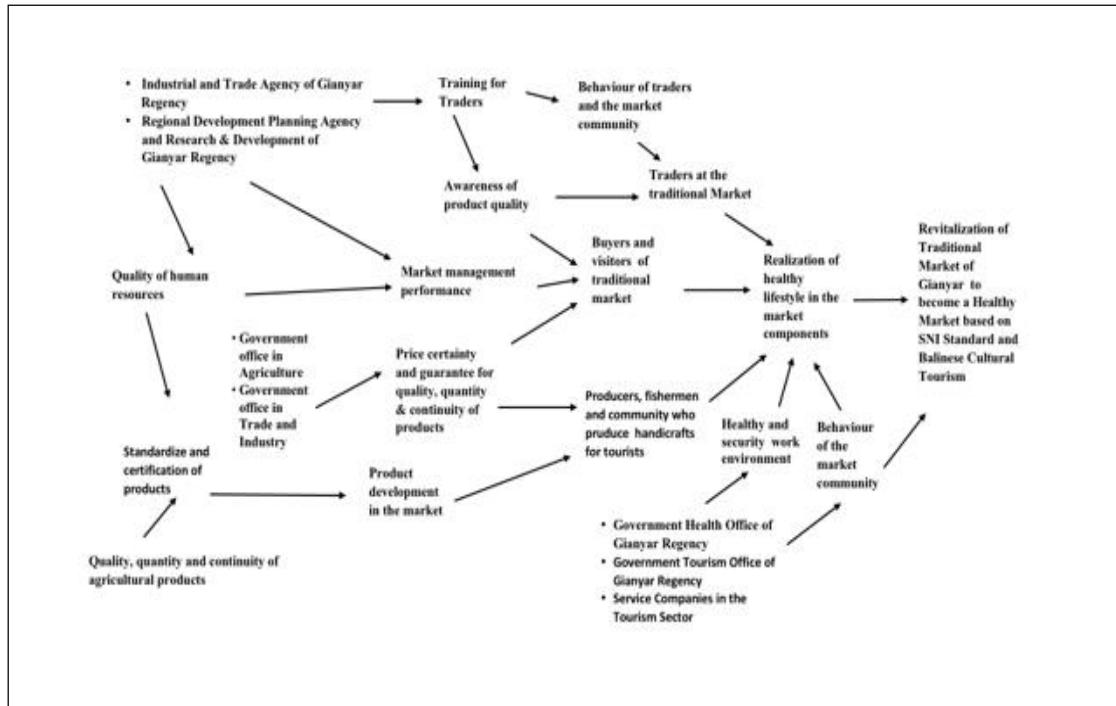 • Industrial and Trade Agency of Gianyar
Regency
• Regional Development Planning Agency
and Research & Development of
Gianyar Regency
Training for
Traders
Behaviour of traders
and the market
community
Awareness of
product quality
Traders at the
traditional Market
Quality of human
resources
Market management
performance
Buyers and
visitors of
traditional
market
Realization of
healthy
lifestyle in the
market
components
Revitalization of
Traditional
Market of
Gianyar to
become a Healthy
Market based on
SNI Standard and
Balinese Cultural
Tourism
• Government
office in
Agriculture
• Government
office in
Trade and
Industry
Price certainty
and guarantee for
quality, quantity
& continuity of
products
Producers, fishermen
and community who
pruduce handicrafts
for tourists
Healthy and
security work
environment
Behaviour
of the
market
community
Standardize and
certification of
products
Product
development
in the market
Quality, quantity and continuity of
agricultural products
• Government Health Office of
Gianyar Regency
• Government Tourism Office of
Gianyar Regency
• Service Companies in the
Tourism Sector